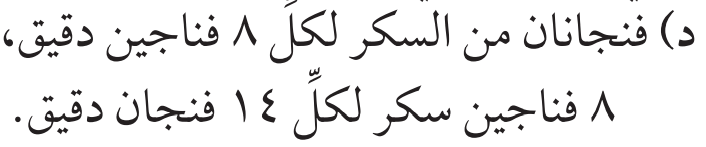 د) فنجانان من السكر لكلِّ ٨ فناجين دقيق،
٨ فناجين سكر لكلِّ ١٤ فنجان دقيق.